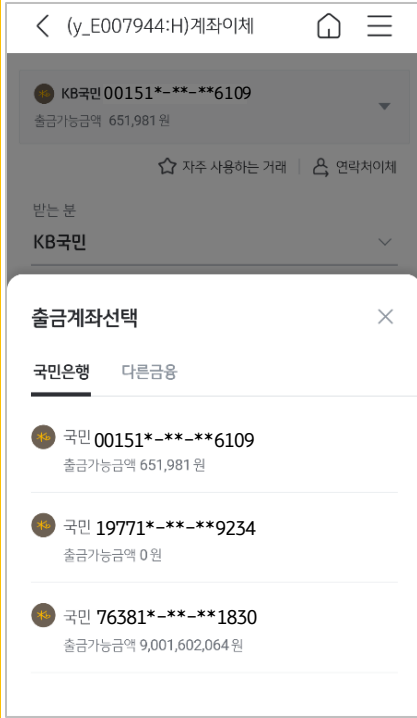 (y_E007944:H)계좌이체
KB국민 00151*-**-**6109
출금가능금액 651,981 원
자주 사용하는 거래 | 연락처이체
받는 분
KB국민
출금계좌선택
국민은행 다른금융
국민 00151*-**-**6109
출금가능금액 651,981 원
국민 19771*-**-**9234
출금가능금액 0 원
국민 76381*-**-**1830
출금가능금액 9,001,602,064 원